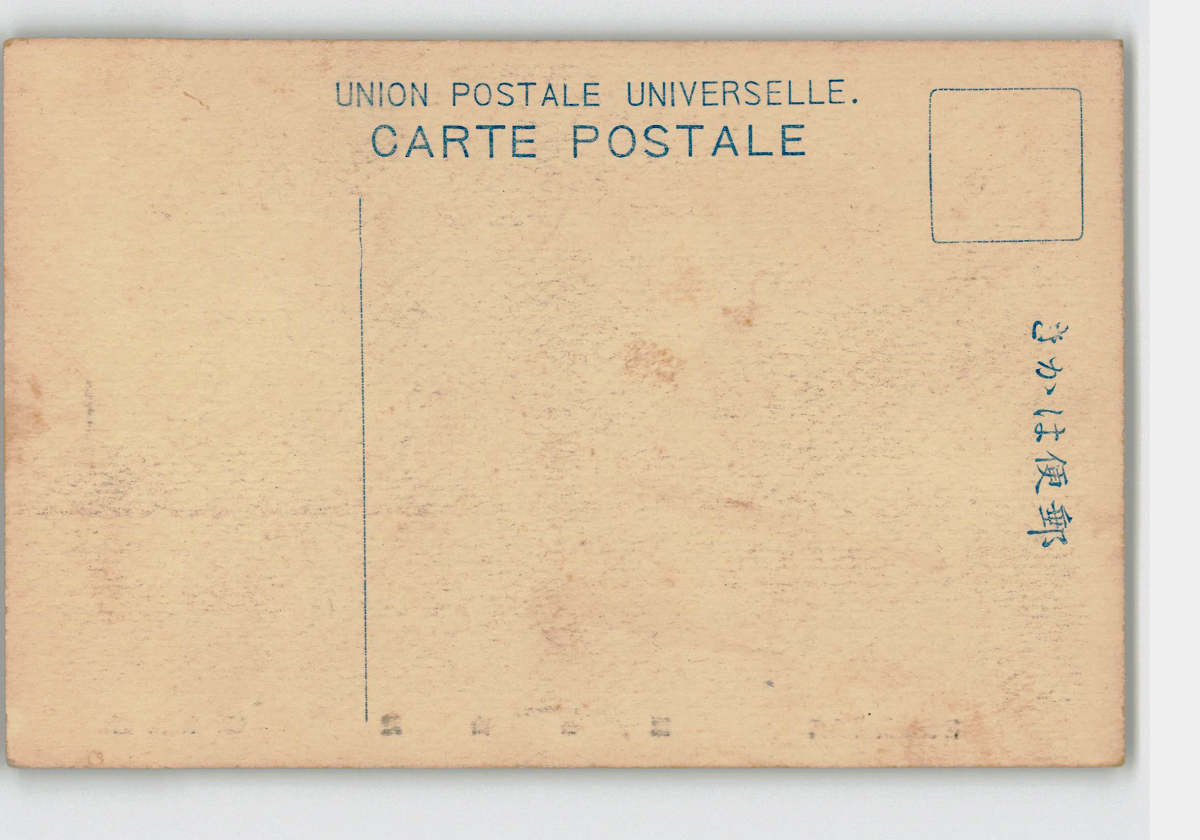 UNION POSTALE UNIVERSELLE.
CARTE POSTALE
きかは便郵